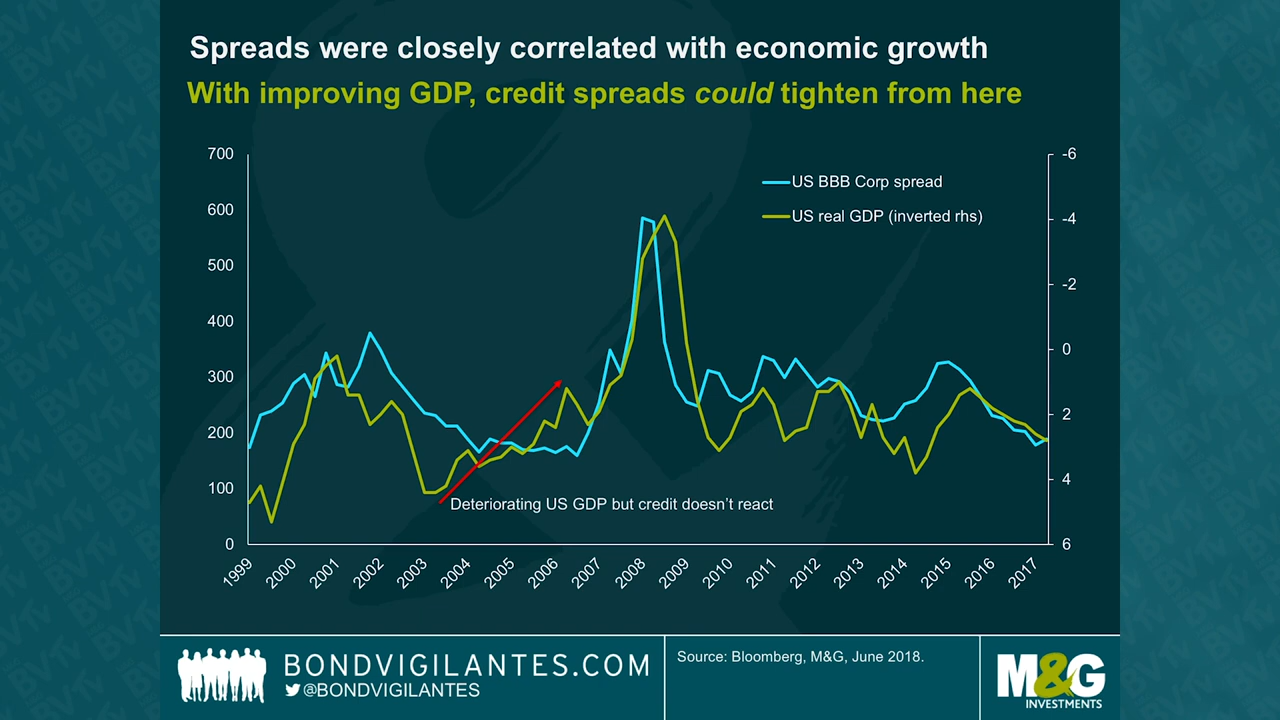 Spreads were closely correlated with economic growth
With improving GDP, credit spreads could tighten from here
700
600
500
400
300
200
100
0
-6
-4
-2
0
2
4
6
US BBB Corp spread
US real GDP (inverted rhs)
Deteriorating US GDP but credit doesn’t react
1999 2000 2001 2002 2003 2004 2005 2006 2007 2008 2009 2010 2011 2012 2013 2014 2015 2016 2017
BONDVIGILANTES.COM
@BONDVIGILANTES
Source: Bloomberg, M&G, June 2018.
M&G
INVESTMENTS